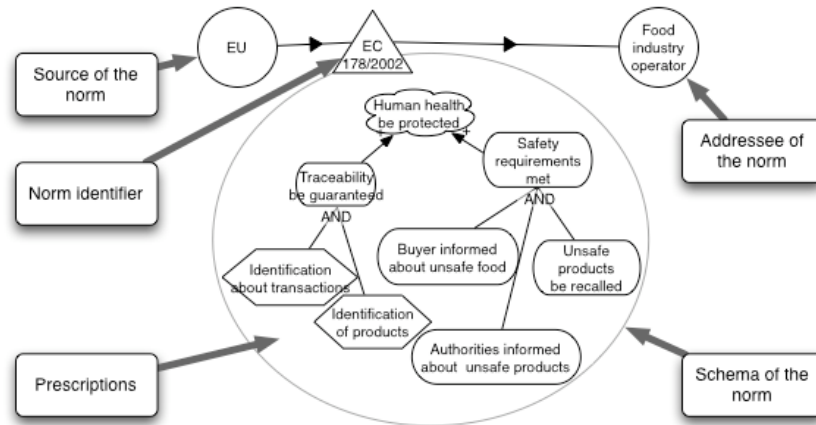 EU
EC
178/2002
Food
industry
operator
Source of the
norm
Norm identifier
Addressee of
the norm
Human health
be protected
+
+
Traceability
be guaranteed
AND
Safety
requirements
met
AND
Identification
about transactions
Identification
of products
Buyer informed
about unsafe food
Unsafe
products
be recalled
Authorities informed
about unsafe products
Prescriptions
Schema of the
norm